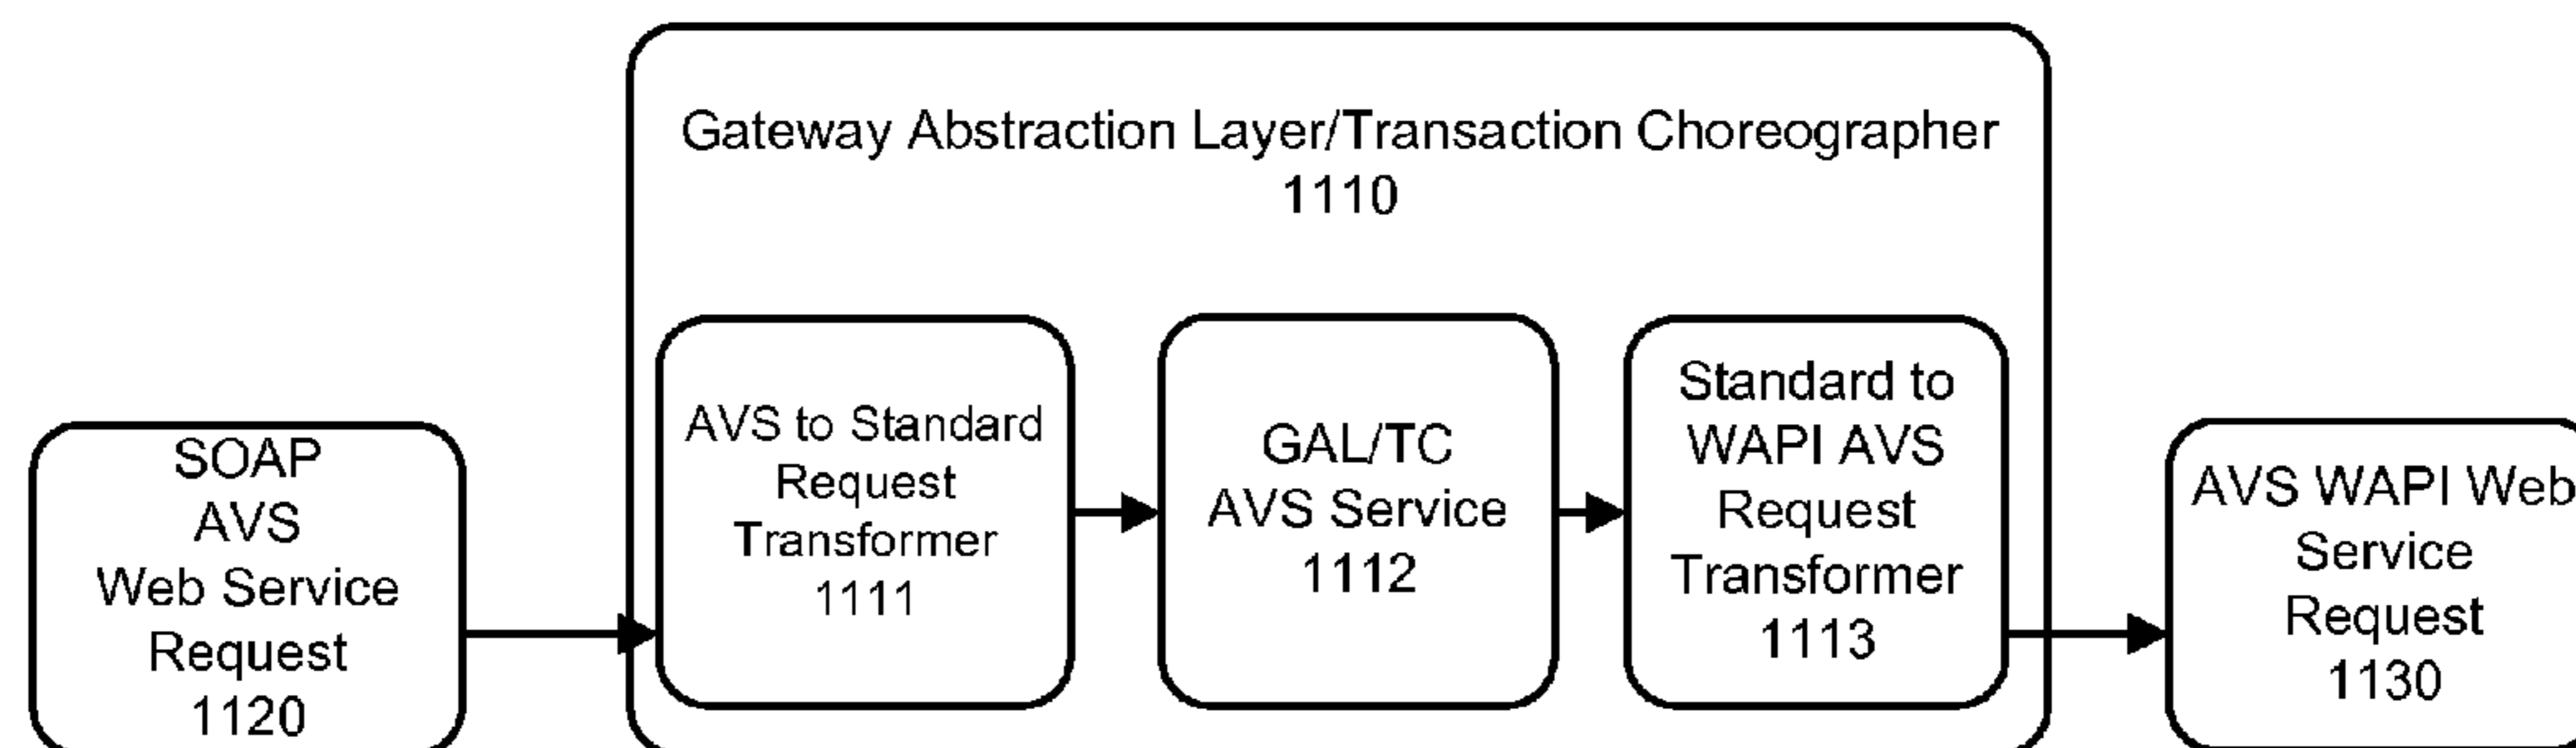 Gateway Abstraction Layer/Transaction Choreographer
1110
SOAP
AVS
Web Service
Request
1120
AVS to Standard
Request
Transformer
1111
GAL/TC
AVS Service
1112
Standard to
WAPI AVS
Request
Transformer
1113
AVS WAPI Web
Service
Request
1130